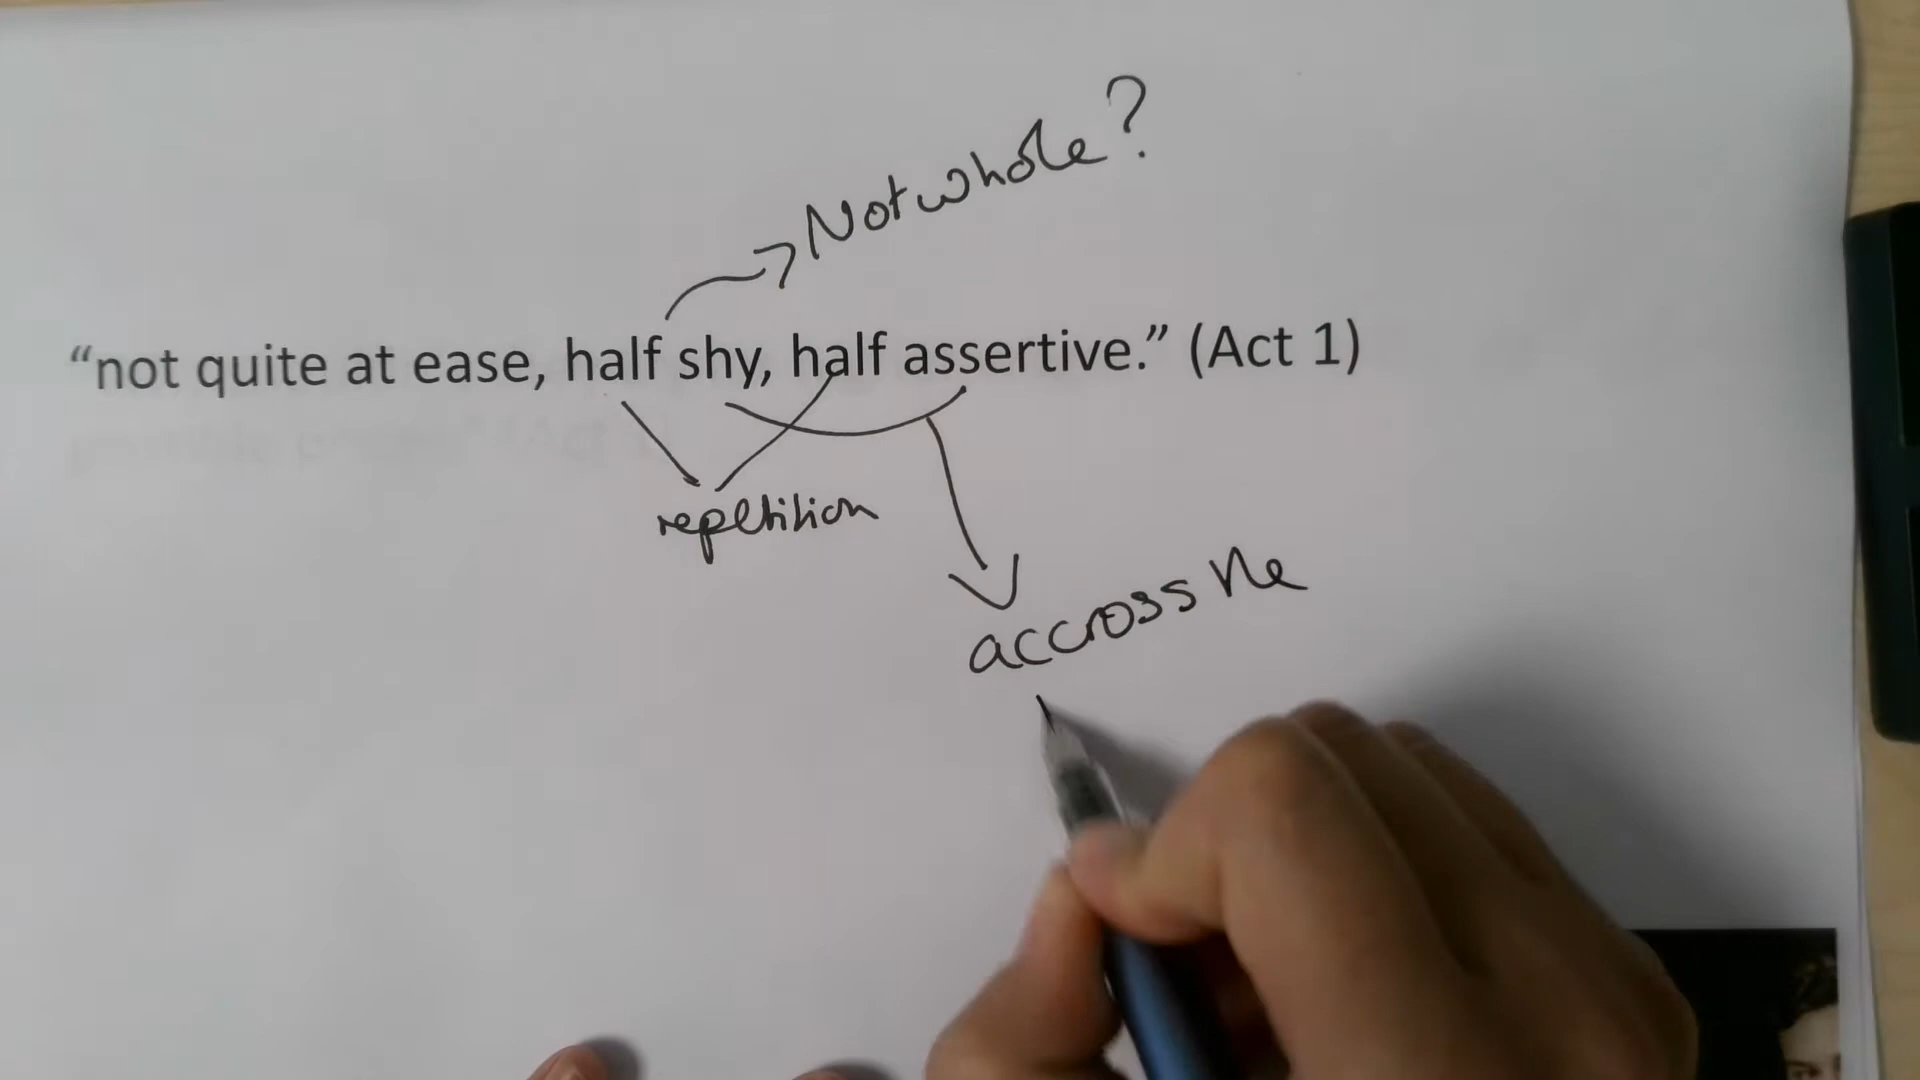 Not whole?
“not quite at ease, half shy, half assertive.” (Act 1)
repetition
accross the